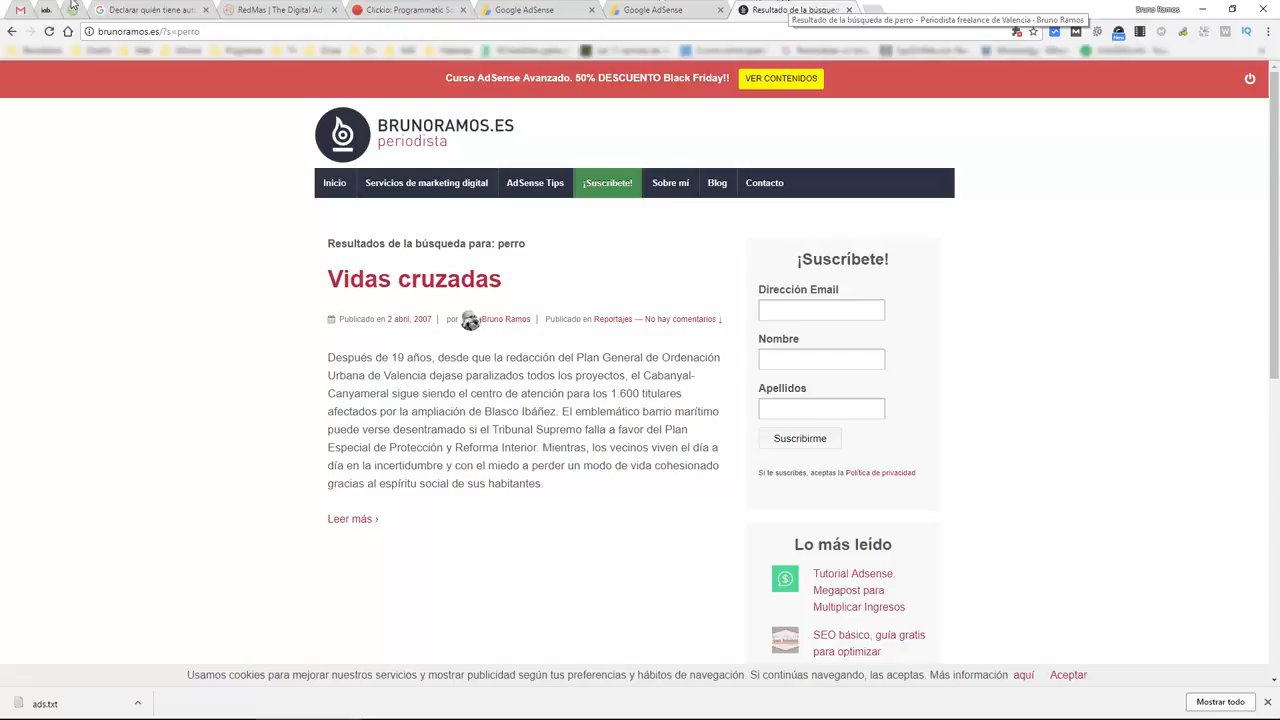 idb.
Declarar quién tiene auto
RedMas | The Digital Ad
Clickio: Programmatic S
Google AdSense
Google AdSense
Resultado de la búsqued
Bruno Ramos
Resultado de la búsqueda de perro - Periodista freelance de Valencia - Bruno Ramos
brunoramos.es/?s=perro
Curso AdSense Avanzado. 50% DESCUENTO Black Friday!!
VER CONTENIDOS
BRUNORAMOS.ES
periodista
Inicio
Servicios de marketing digital
AdSense Tips
¡Suscríbete!
Sobre mí
Blog
Contacto
Resultados de la búsqueda para: perro
Vidas cruzadas
Publicado en 2 abril, 2007 | por Bruno Ramos | Publicado en Reportajes — No hay comentarios ↓
Después de 19 años, desde que la redacción del Plan General de Ordenación
Urbana de Valencia dejase paralizados todos los proyectos, el Cabanyal-
Canyameral sigue siendo el centro de atención para los 1.600 titulares
afectados por la ampliación de Blasco Ibáñez. El emblemático barrio marítimo
puede verse desentramado si el Tribunal Supremo falla a favor del Plan
Especial de Protección y Reforma Interior. Mientras, los vecinos viven el día a
día en la incertidumbre y con el miedo a perder un modo de vida cohesionado
gracias al espíritu social de sus habitantes.
Leer más ›
¡Suscríbete!
Dirección Email
Nombre
Apellidos
Suscribirme
Si te suscribes, aceptas la Política de privacidad
Lo más leído
Tutorial Adsense.
Megapost para
Multiplicar Ingresos
SEO básico, guía gratis
para optimizar
Usamos cookies para mejorar nuestros servicios y mostrar publicidad según tus preferencias y hábitos de navegación. Si continúas navegando, las aceptas. Más información aquí Aceptar
ads.txt
Mostrar todo